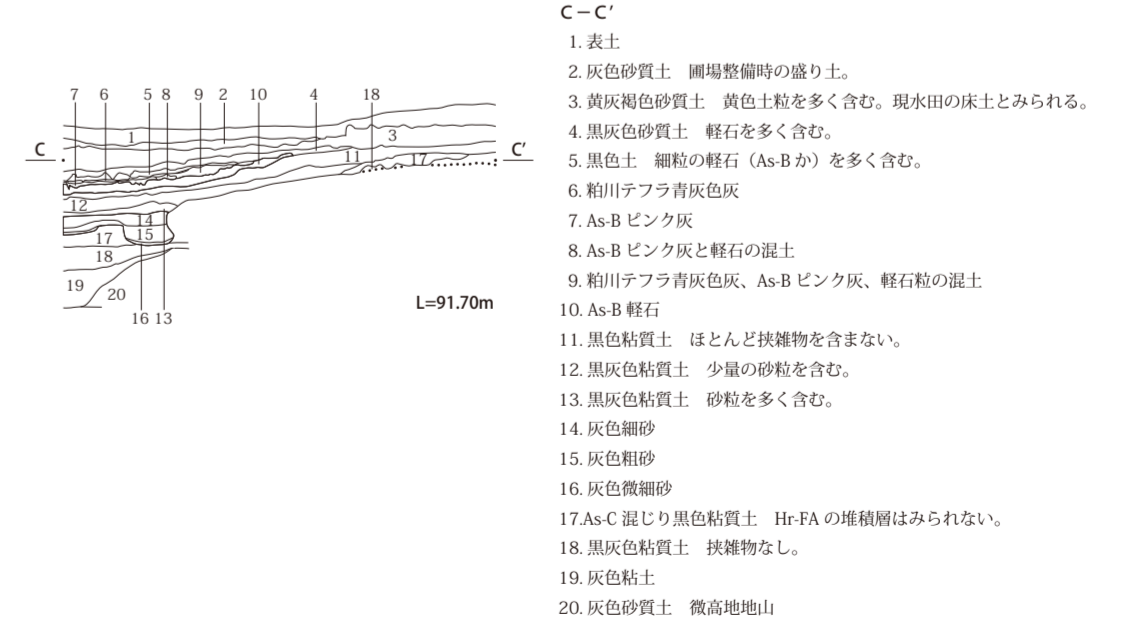 C－C′
1. 表土
2. 灰色砂質土　圃場整備時の盛り土。
3. 黄灰褐色砂質土　黄色土粒を多く含む。現水田の床土とみられる。
4. 黒灰色砂質土　軽石を多く含む。
5. 黒色土　細粒の軽石（As-B か）を多く含む。
6. 粕川テフラ青灰色灰
7. As-B ピンク灰
8. As-B ピンク灰と軽石の混土
9. 粕川テフラ青灰色灰、As-B ピンク灰、軽石粒の混土
10. As-B 軽石
11. 黒色粘質土　ほとんど挟雑物を含まない。
12. 黒灰色粘質土　少量の砂粒を含む。
13. 黒灰色粘質土　砂粒を多く含む。
14. 灰色細砂
15. 灰色粗砂
16. 灰色微細砂
17.As-C 混じり黒色粘質土　Hr-FA の堆積層はみられない。
18. 黒灰色粘質土　挟雑物なし。
19. 灰色粘土
20. 灰色砂質土　微高地地山
7 6 5 8 9 2 10 4 18
1 3
C C′
11 17
12
14
15
17
18
19 20
L=91.70m
16 13